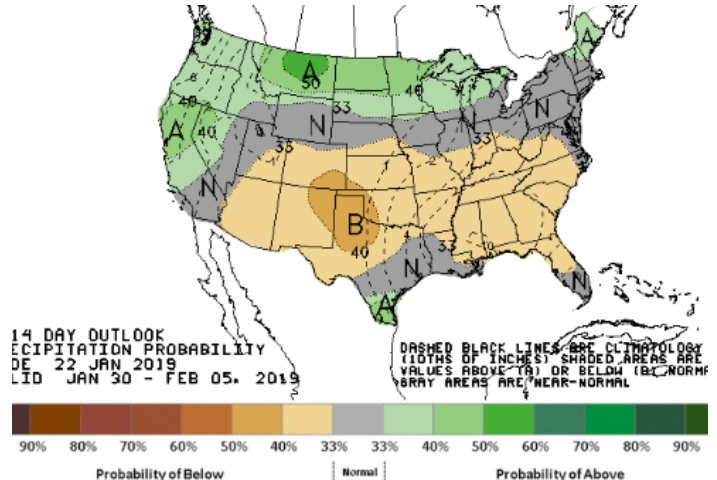 A
A
50
40
40
33
A
40
N
N
N
33
33
N
B
40
33
N
N
A
14 DAY OUTLOOK
ECIPITATION PROBABILITY
DE 22 JAN 2019
LID JAN 30 - FEB 05. 2019
DASHED BLACK LINES ARE CLIMATOLOGY
(10THS OF INCHES) SHADED AREAS ARE
VALUES ABOVE (A) OR BELOW (B) NORMA
GRAY AREAS ARE NEAR-NORMAL
90% 80% 70% 60% 50% 40% 33% 33% 40% 50% 60% 70% 80% 90%
Probability of Below Normal Probability of Above